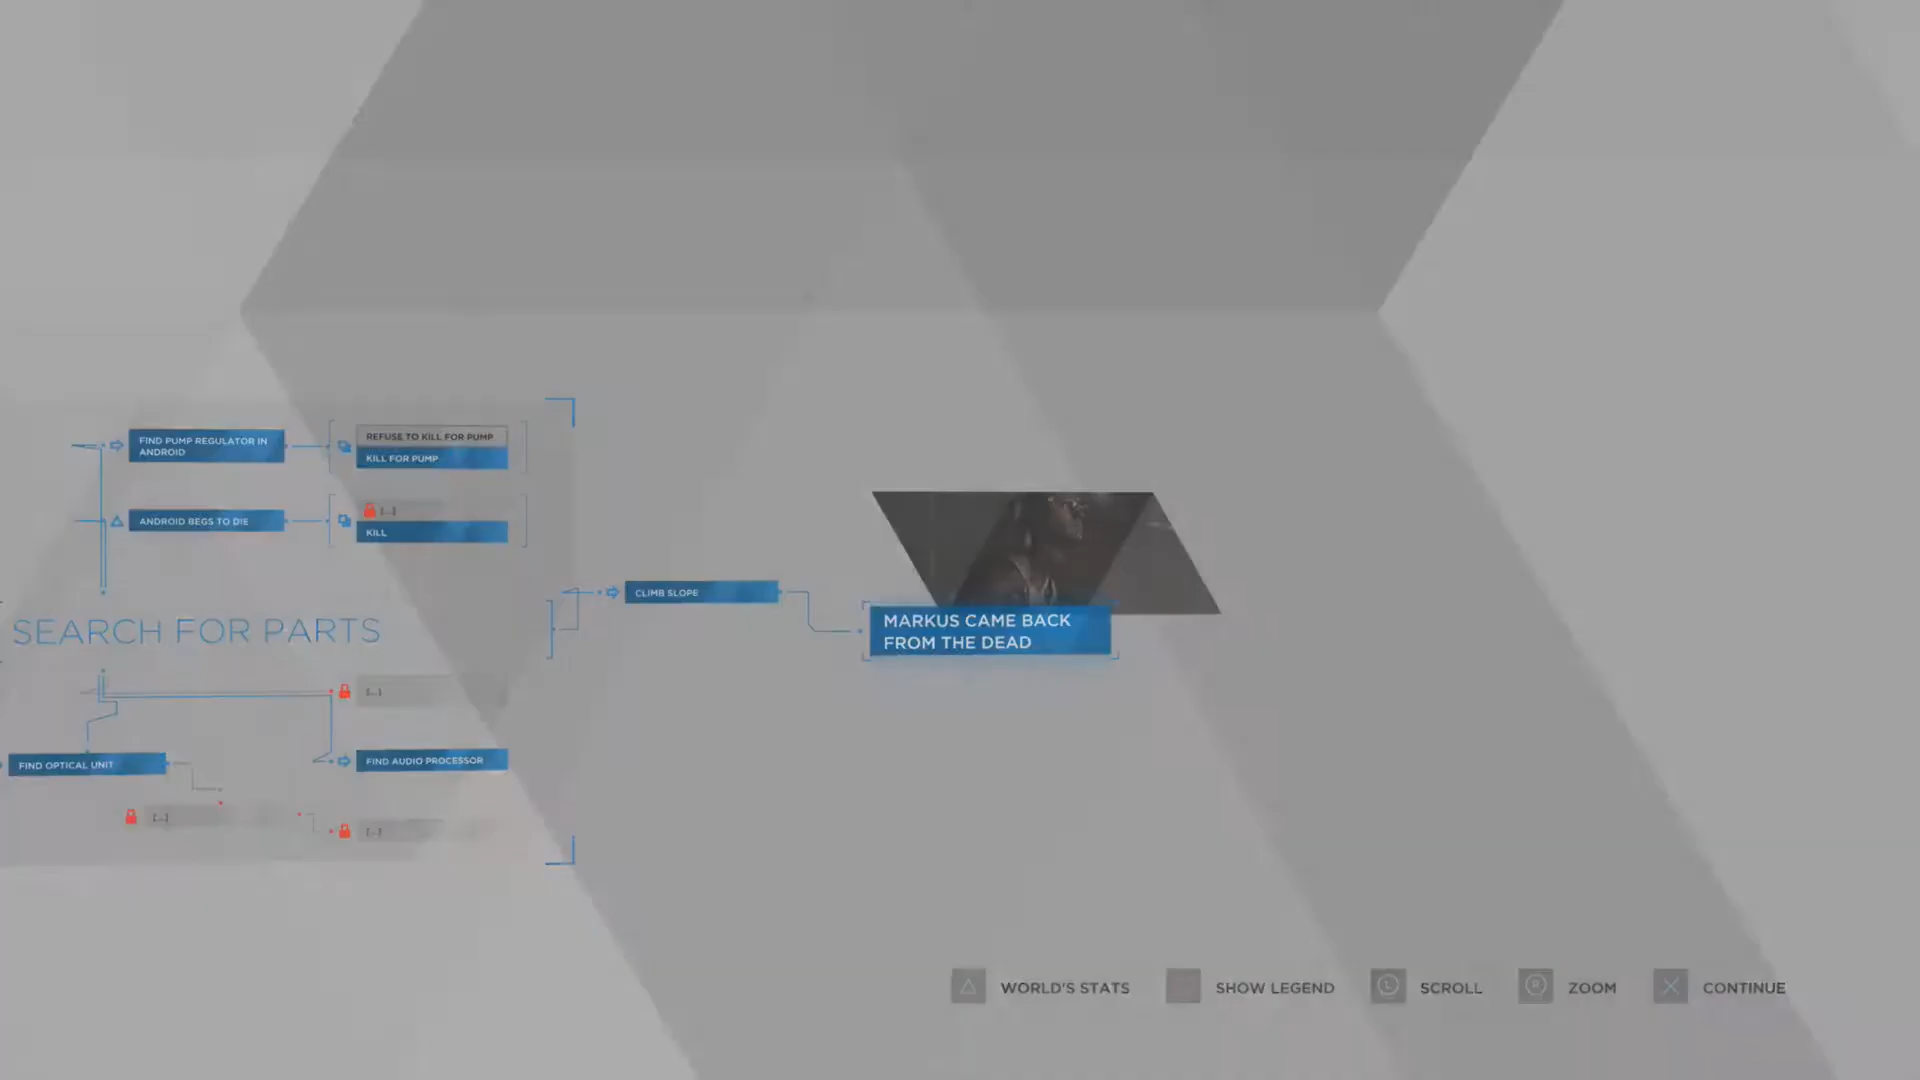 FIND PUMP REGULATOR IN
ANDROID
REFUSE TO KILL FOR PUMP
KILL FOR PUMP
ANDROID BEGS TO DIE
[...]
KILL
CLIMB SLOPE
MARKUS CAME BACK
FROM THE DEAD
SEARCH FOR PARTS
[...]
FIND OPTICAL UNIT
FIND AUDIO PROCESSOR
[...]
[...]
WORLD'S STATS
SHOW LEGEND
L SCROLL
R ZOOM
CONTINUE